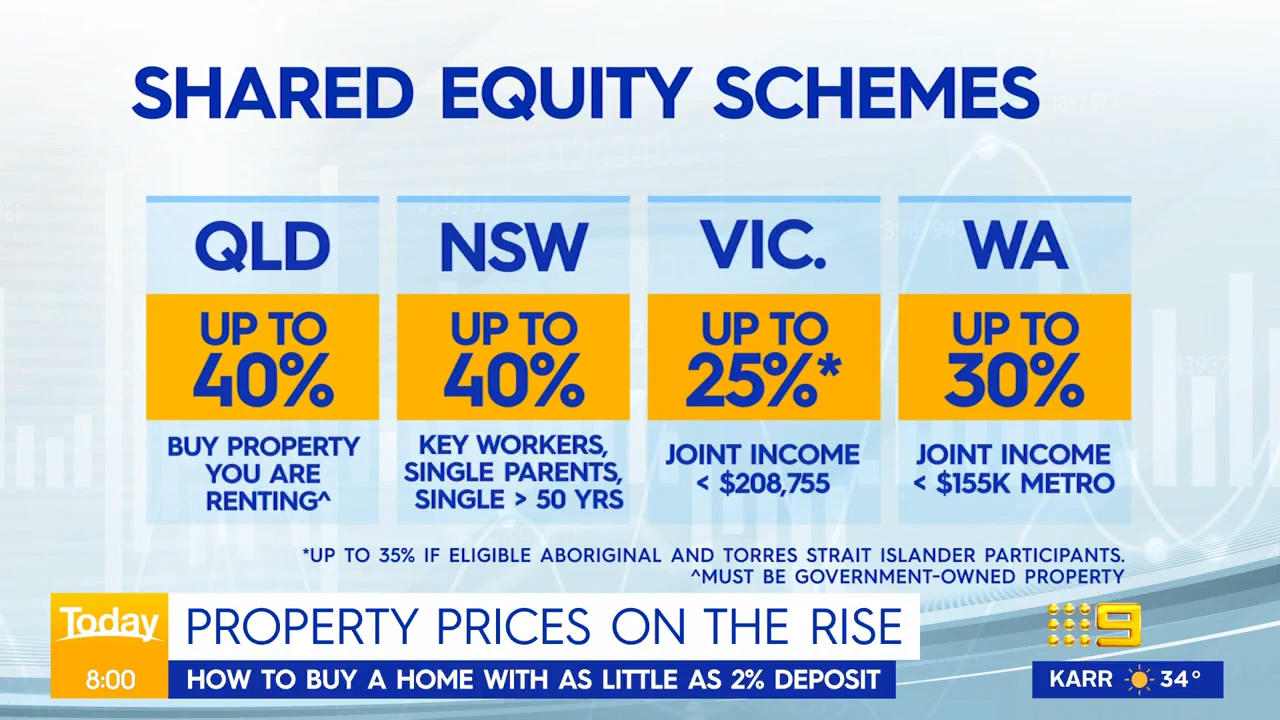 SHARED EQUITY SCHEMES
QLD
UP TO
40%
BUY PROPERTY
YOU ARE
RENTING^
NSW
UP TO
40%
KEY WORKERS,
SINGLE PARENTS,
SINGLE > 50 YRS
VIC.
UP TO
25%*
JOINT INCOME
< $208,755
WA
UP TO
30%
JOINT INCOME
< $155K METRO
*UP TO 35% IF ELIGIBLE ABORIGINAL AND TORRES STRAIT ISLANDER PARTICIPANTS.
^MUST BE GOVERNMENT-OWNED PROPERTY
Today
PROPERTY PRICES ON THE RISE
9
8:00
HOW TO BUY A HOME WITH AS LITTLE AS 2% DEPOSIT
KARR 34°